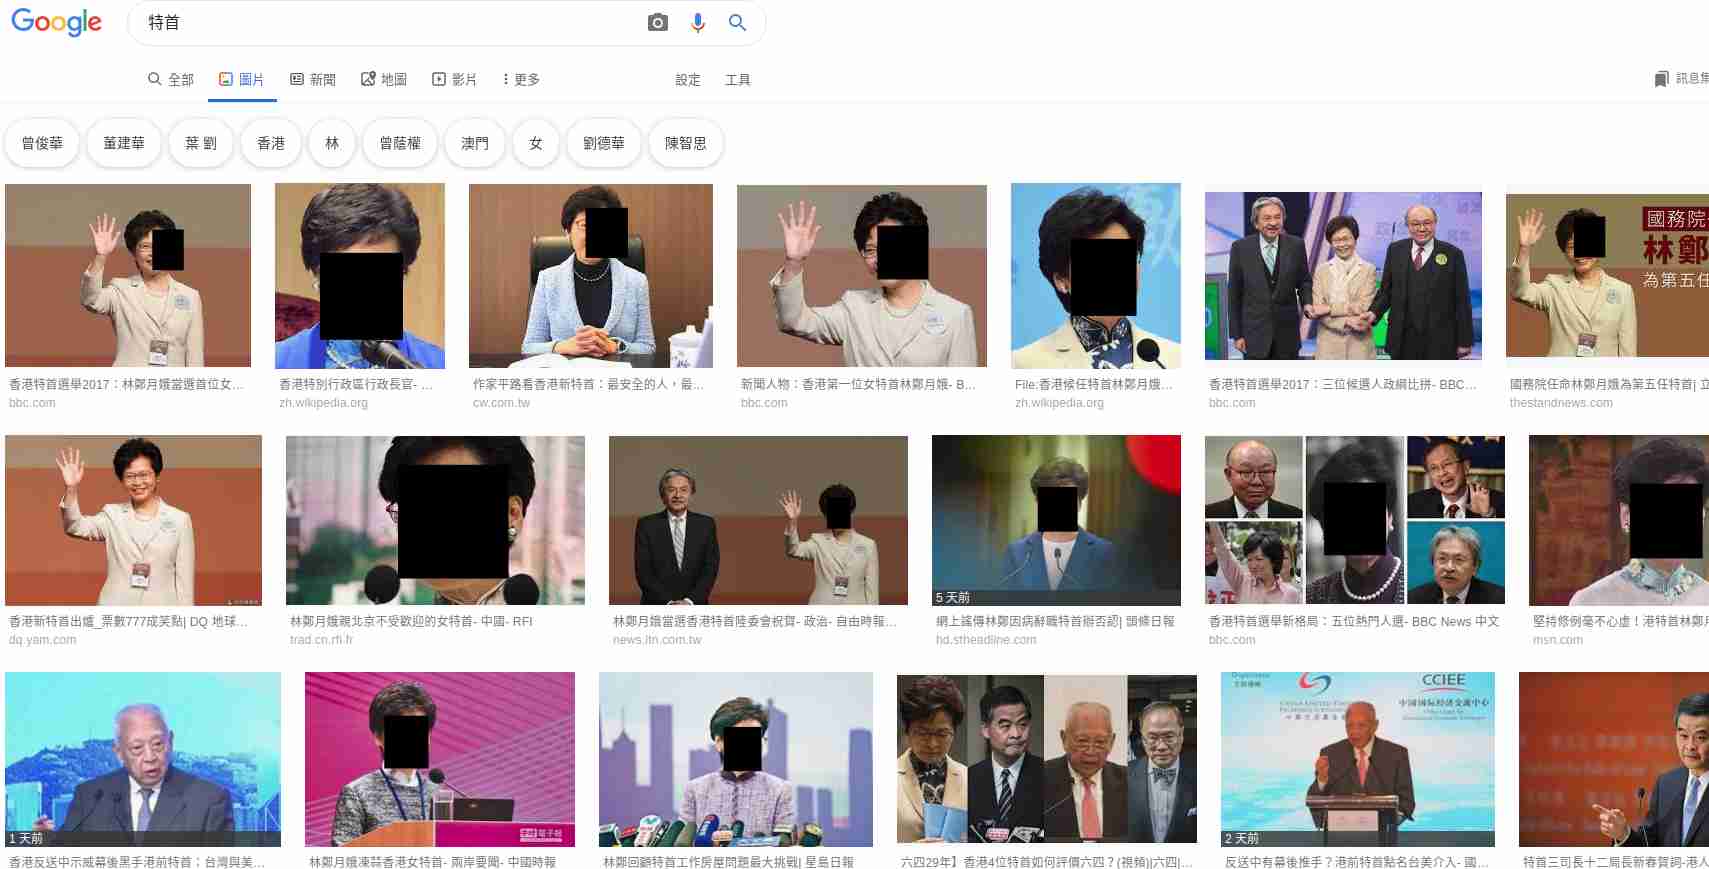 Google
特首
全部
圖片
新聞
地圖
影片
更多
設定
工具
訊息集
曾俊華
董建華
葉 劉
香港
林
曾蔭權
澳門
女
劉德華
陳智思
國務院
林鄭
為第五任
香港特首選舉2017：林鄭月娥當選首位女...
bbc.com
香港特別行政區行政長官- ...
zh.wikipedia.org
作家平路看香港新特首：最安全的人，最...
cw.com.tw
新聞人物：香港第一位女特首林鄭月娥- B...
bbc.com
File:香港候任特首林鄭月娥...
zh.wikipedia.org
香港特首選舉2017：三位候選人政綱比拼- BBC...
bbc.com
國務院任命林鄭月娥為第五任特首| 立
thestandnews.com
5 天前
香港新特首出爐_票數777成笑點| DQ 地球...
dq.yam.com
林鄭月娥親北京不受歡迎的女特首- 中國- RFI
trad.cn.rfi.fr
林鄭月娥當選香港特首陸委會祝賀- 政治- 自由時報...
news.ltn.com.tw
網上謠傳林鄭因病辭職特首辦否認| 頭條日報
hd.stheadline.com
香港特首選舉新格局：五位熱門人選- BBC News 中文
bbc.com
堅持修例毫不心虛！港特首林鄭月
msn.com
CCIEE
中国国际经济交流中心
1 天前
2 天前
香港反送中示威幕後黑手港前特首：台灣與美...
林鄭月娥凍蒜香港女特首- 兩岸要聞- 中國時報
林鄭回顧特首工作房屋問題最大挑戰| 星島日報
六四29年】香港4位特首如何評價六四？(視頻)|六四|...
反送中有幕後推手？港前特首點名台美介入- 國...
特首三司長十二局長新春賀詞-港人